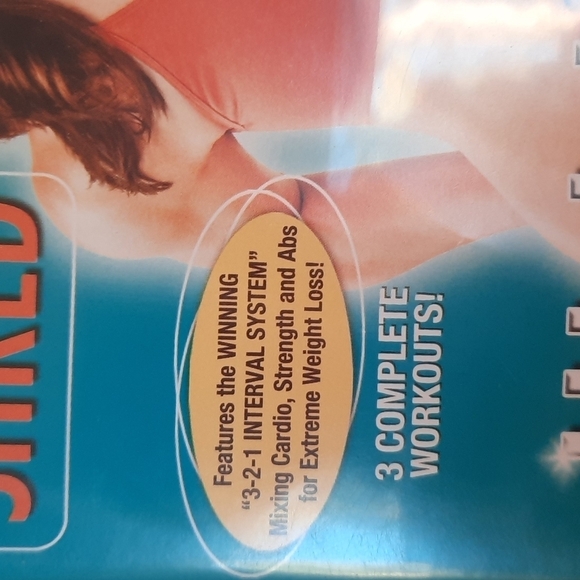 SHRED
Features the WINNING
"3-2-1 INTERVAL SYSTEM"
Mixing Cardio, Strength and Abs
for Extreme Weight Loss!
3 COMPLETE
WORKOUTS!